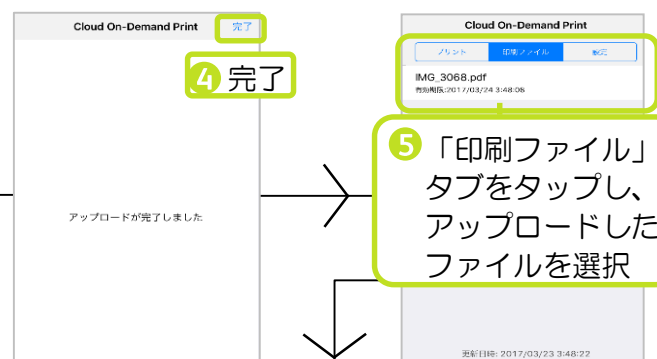 Cloud On-Demand Print
完了
❹ 完了
アップロードが完了しました
Cloud On-Demand Print
プリント
印刷ファイル
設定
IMG_3068.pdf
有効期限:2017/03/24 3:48:06
❺ 「印刷ファイル」
タブをタップし、
アップロードした
ファイルを選択
更新日時: 2017/03/23 3:48:22